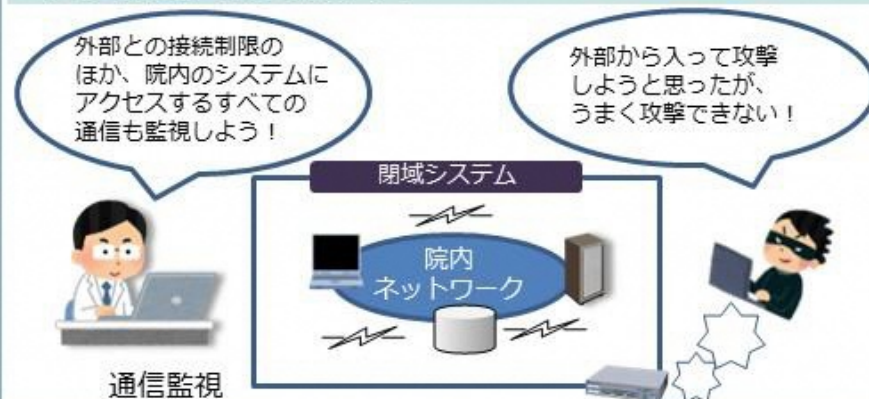 外部との接続制限の
ほか、院内のシステムに
アクセスするすべての
通信も監視しよう！
外部から入って攻撃
しようと思ったが、
うまく攻撃できない！
閉域システム
院内
ネットワーク
通信監視